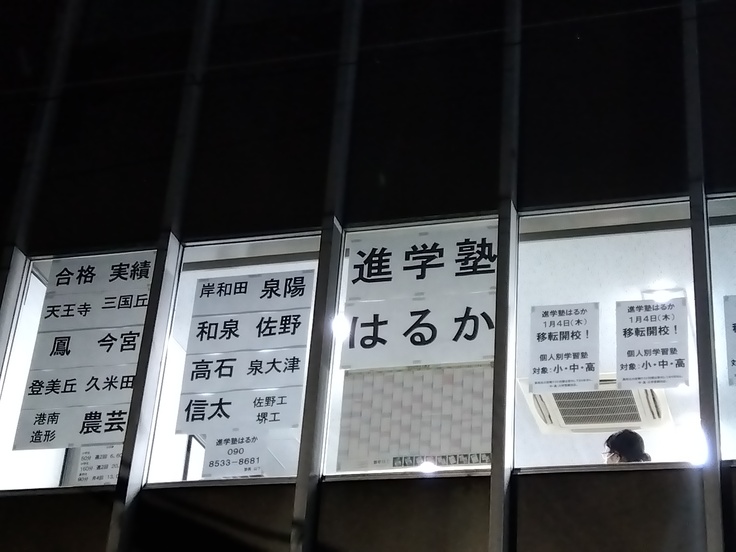 合格 実績
天王寺 三国丘
鳳 今宮
登美丘 久米田
港南造形 農芸
岸和田 泉陽
和泉 佐野
高石 泉大津
信太 佐野工 堺工
進学塾はるか
090
8533-8681
進学塾
はるか
進学塾はるか
1月4日(木)
移転開校!
個人別学習塾
対象:小・中・高
進学塾はるか
1月4日(木)
移転開校!
個人別学習塾
対象:小・中・高